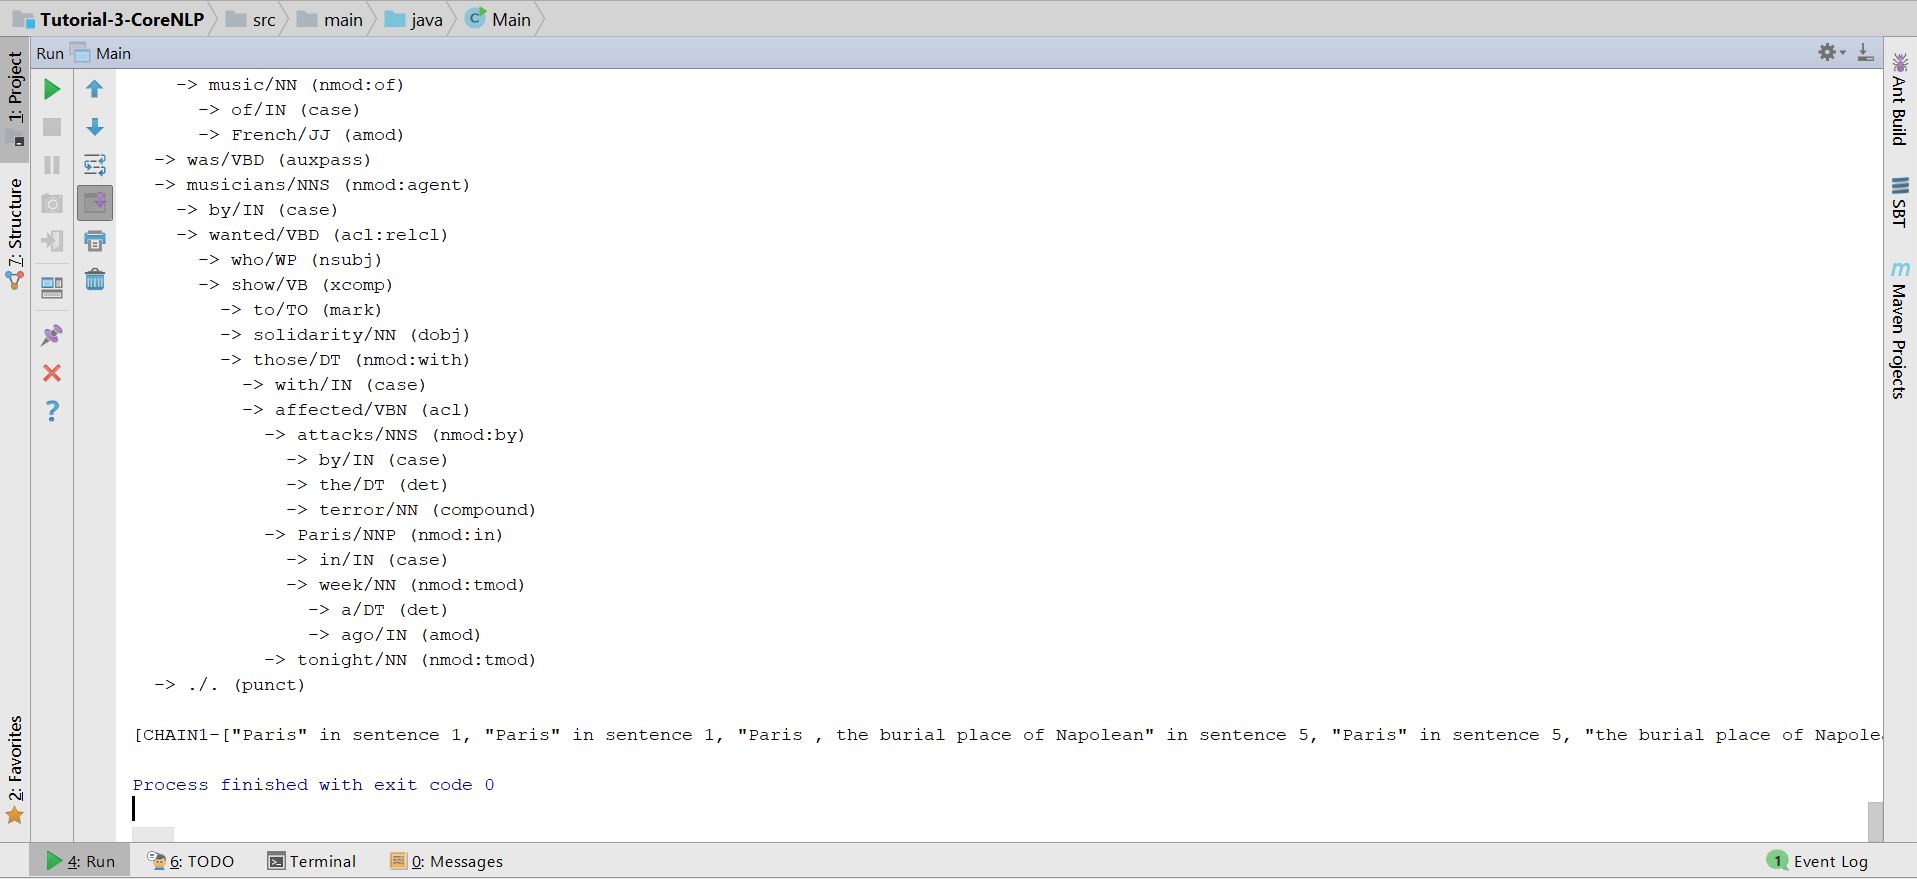 Tutorial-3-CoreNLP src main java Main
Run Main
1: Project
7: Structure
2: Favorites
-> music/NN (nmod:of)
-> of/IN (case)
-> French/JJ (amod)
-> was/VBD (auxpass)
-> musicians/NNS (nmod:agent)
-> by/IN (case)
-> wanted/VBD (acl:relcl)
-> who/WP (nsubj)
-> show/VB (xcomp)
-> to/TO (mark)
-> solidarity/NN (dobj)
-> those/DT (nmod:with)
-> with/IN (case)
-> affected/VBN (acl)
-> attacks/NNS (nmod:by)
-> by/IN (case)
-> the/DT (det)
-> terror/NN (compound)
-> Paris/NNP (nmod:in)
-> in/IN (case)
-> week/NN (nmod:tmod)
-> a/DT (det)
-> ago/IN (amod)
-> tonight/NN (nmod:tmod)
-> ./. (punct)
[CHAIN1-["Paris" in sentence 1, "Paris" in sentence 1, "Paris , the burial place of Napolean" in sentence 5, "Paris" in sentence 5, "the burial place of Napole
Process finished with exit code 0
Ant Build
SBT
Maven Projects
4: Run 6: TODO Terminal 0: Messages 1 Event Log